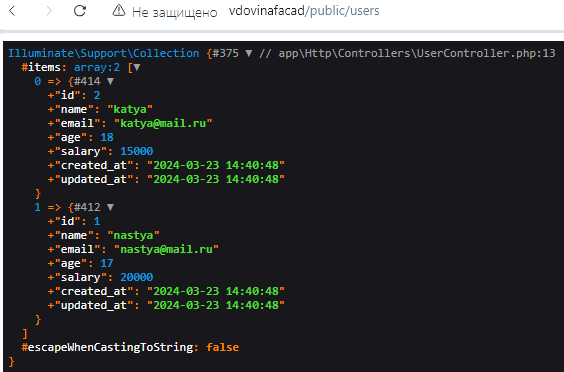 Не защищено vdovinafacad/public/users
Illuminate\Support\Collection {#375 ▼ // app\Http\Controllers\UserController.php:13
#items: array:2 [▼
0 => {#414 ▼
+"id": 2
+"name": "katya"
+"email": "katya@mail.ru"
+"age": 18
+"salary": 15000
+"created_at": "2024-03-23 14:40:48"
+"updated_at": "2024-03-23 14:40:48"
}
1 => {#412 ▼
+"id": 1
+"name": "nastya"
+"email": "nastya@mail.ru"
+"age": 17
+"salary": 20000
+"created_at": "2024-03-23 14:40:48"
+"updated_at": "2024-03-23 14:40:48"
}
]
#escapeWhenCastingToString: false
}